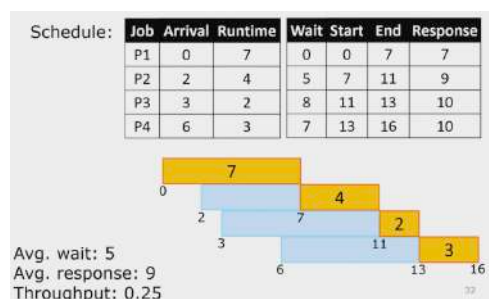 Schedule:
Job Arrival Runtime Wait Start End Response
P1 0 7 0 0 7 7
P2 2 4 5 7 11 9
P3 3 2 8 11 13 10
P4 6 3 7 13 16 10
7
0
4
2 7
2
3 11
3
6 13 16
Avg. wait: 5
Avg. response: 9
Throughput: 0.25
32